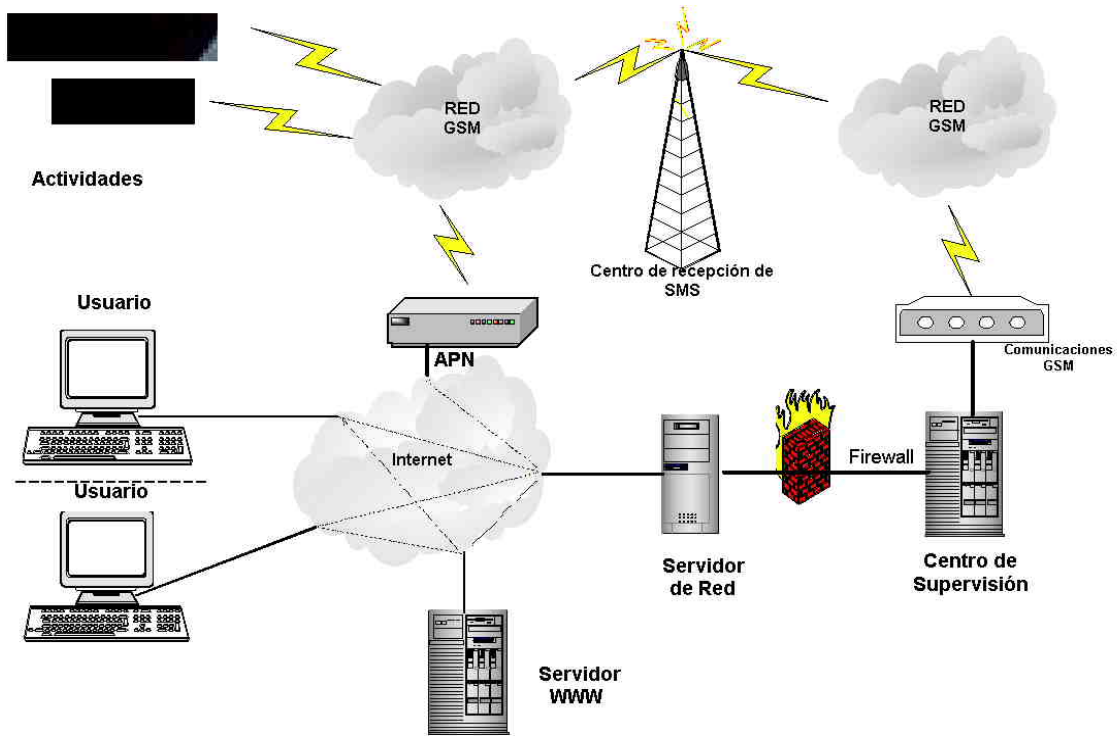 RED
GSM
RED
GSM
Actividades
Centro de recepción de
SMS
Usuario
APN
Comunicaciones
GSM
Internet
Firewall
Usuario
Servidor
de Red
Centro de
Supervisión
Servidor
WWW